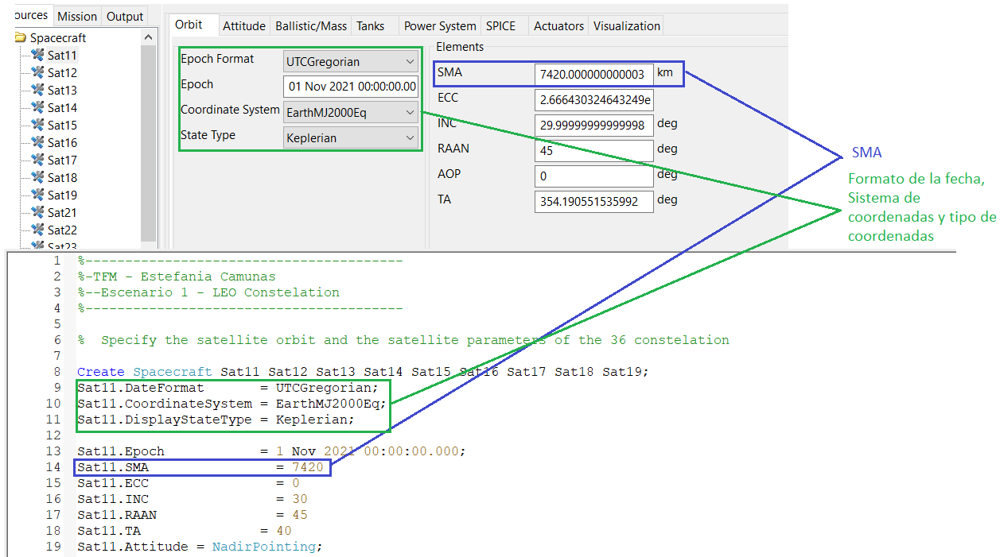 ources Mission Output
Spacecraft
Sat11
Sat12
Sat13
Sat14
Sat15
Sat16
Sat17
Sat18
Sat19
Sat21
Sat22
Sat23
Orbit Attitude Ballistic/Mass Tanks Power System SPICE Actuators Visualization
Epoch Format UTCGregorian
Epoch 01 Nov 2021 00:00:00.00
Coordinate System EarthMJ2000Eq
State Type Keplerian
Elements
SMA 7420.000000000003 km
ECC 2.666430324643249e
INC 29.99999999999998 deg
RAAN 45 deg
AOP 0 deg
TA 354.190551535992 deg
SMA
Formato de la fecha,
Sistema de
coordenadas y tipo de
coordenadas
1 %----------------------------------------
2 %-TFM - Estefania Camunas
3 %--Escenario 1 - LEO Constelation
4 %----------------------------------------
5
6 % Specify the satellite orbit and the satellite parameters of the 36 constelation
7
8 Create Spacecraft Sat11 Sat12 Sat13 Sat14 Sat15 Sat16 Sat17 Sat18 Sat19;
9 Sat11.DateFormat = UTCGregorian;
10 Sat11.CoordinateSystem = EarthMJ2000Eq;
11 Sat11.DisplayStateType = Keplerian;
12
13 Sat11.Epoch = 1 Nov 2021 00:00:00.000;
14 Sat11.SMA = 7420
15 Sat11.ECC = 0
16 Sat11.INC = 30
17 Sat11.RAAN = 45
18 Sat11.TA = 40
19 Sat11.Attitude = NadirPointing;